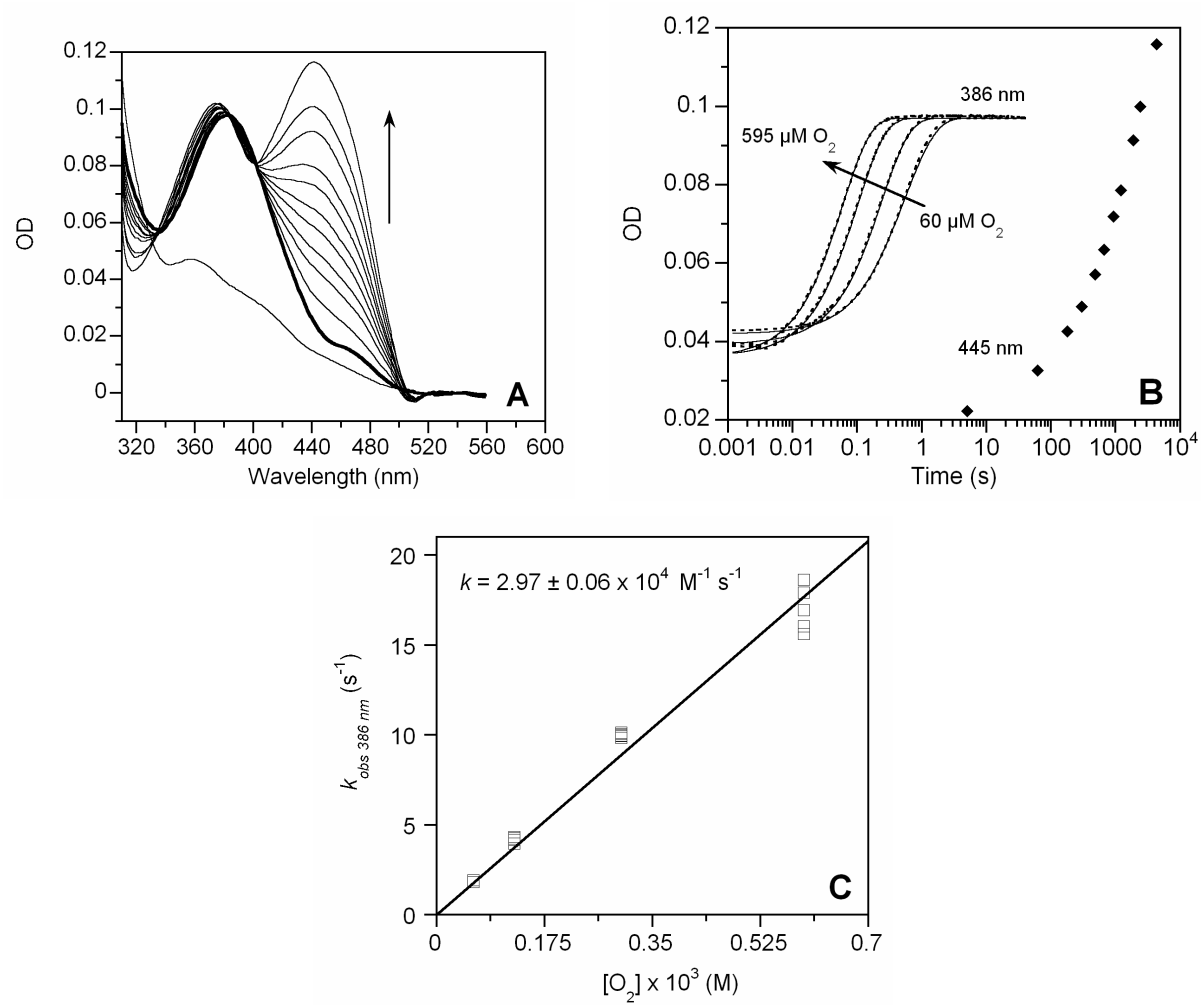 0.12
0.1
0.08
0.06
0.04
0.02
0
OD
320 360 400 440 480 520 560 600
Wavelength (nm)
A
0.12
0.1
0.08
0.06
0.04
0.02
OD
386 nm
595 µM O2
60 µM O2
445 nm
B
0.001 0.01 0.1 1 10 100 1000 10^4
Time (s)
20
15
10
5
0
k obs 386 nm (s^-1)
k = 2.97 ± 0.06 x 10^4 M^-1 s^-1
C
0 0.175 0.35 0.525 0.7
[O2] x 10^3 (M)